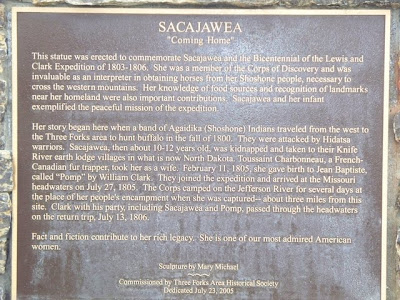 SACAJAWEA
"Coming Home"
This statue was erected to commemorate Sacajawea and the Bicentennial of the Lewis and
Clark Expedition of 1803-1806. She was a member of the Corps of Discovery and was
invaluable as an interpreter in obtaining horses from her Shoshone people, necessary to
cross the western mountains. Her knowledge of food sources and recognition of landmarks
near her homeland were also important contributions. Sacajawea and her infant
exemplified the peaceful mission of the expedition.
Her story began here when a band of Agaidika (Shoshone) Indians traveled from the west to
the Three Forks area to hunt buffalo in the fall of 1800. They were attacked by Hidatsa
warriors. Sacajawea, then about 10-12 years old, was kidnapped and taken to their Knife
River earth lodge villages in what is now North Dakota. Toussaint Charbonneau, a French-
Canadian fur trapper, took her as a wife. February 11, 1805, she gave birth to Jean Baptiste,
called "Pomp" by William Clark. They joined the expedition and arrived at the Missouri
headwaters on July 27, 1805. The Corps camped on the Jefferson River for several days at
the place of her people's encampment when she was captured-- about three miles from this
site. Clark with his party, including Sacajawea and Pomp, passed through the headwaters
on the return trip, July 13, 1806.
Fact and fiction contribute to her rich legacy. She is one of our most admired American
women.
Sculpture by Mary Michael
Commissioned by Three Forks Area Historical Society
Dedicated July 23, 2005